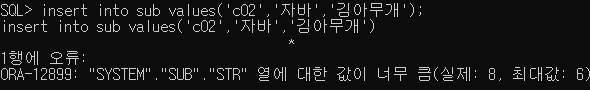 SQL> insert into sub values('c02','자바','김아무개');
insert into sub values('c02','자바','김아무개')
*
1행에 오류:
ORA-12899: "SYSTEM"."SUB"."STR" 열에 대한 값이 너무 큼(실제: 8, 최대값: 6)